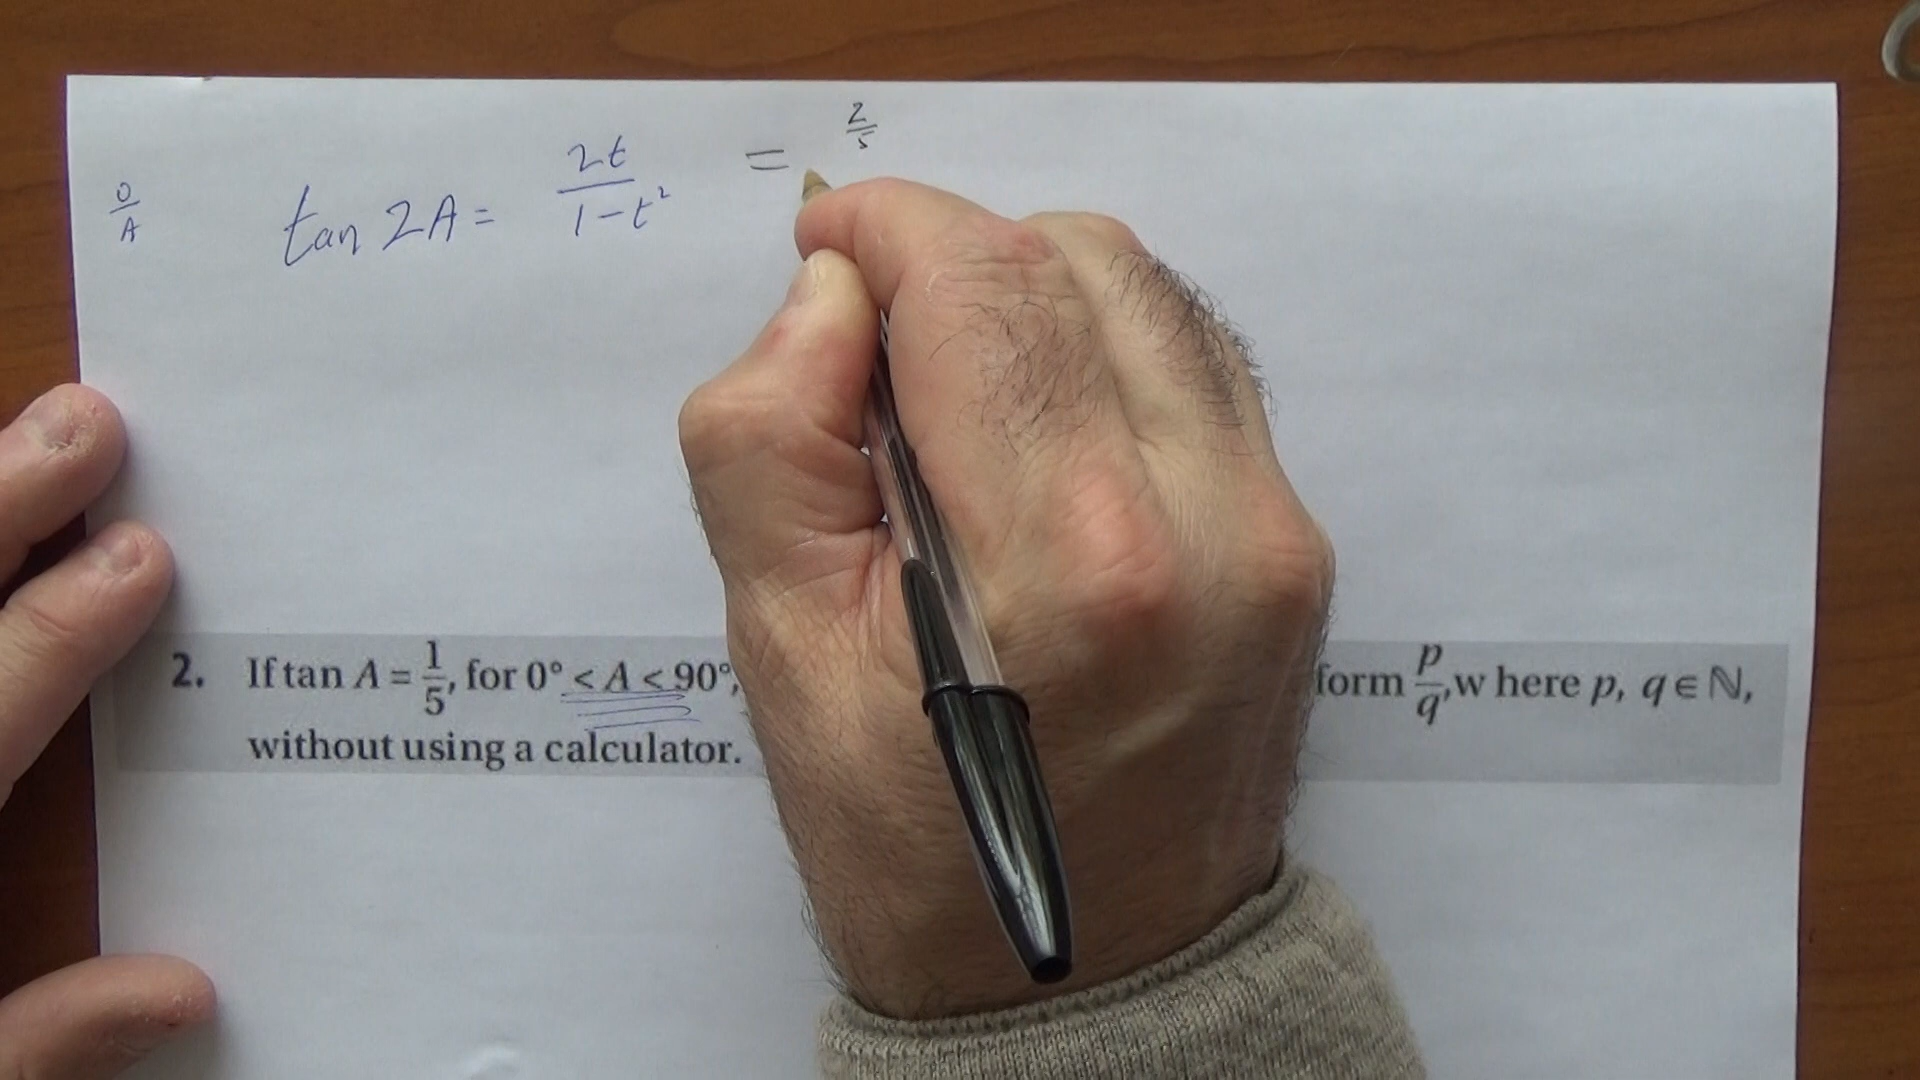 O/A tan 2A = 2t/(1-t²) = 2/5
2. If tan A = 1/5, for 0° < A < 90°, form p/q, w here p, q ∈ ℕ,
without using a calculator.